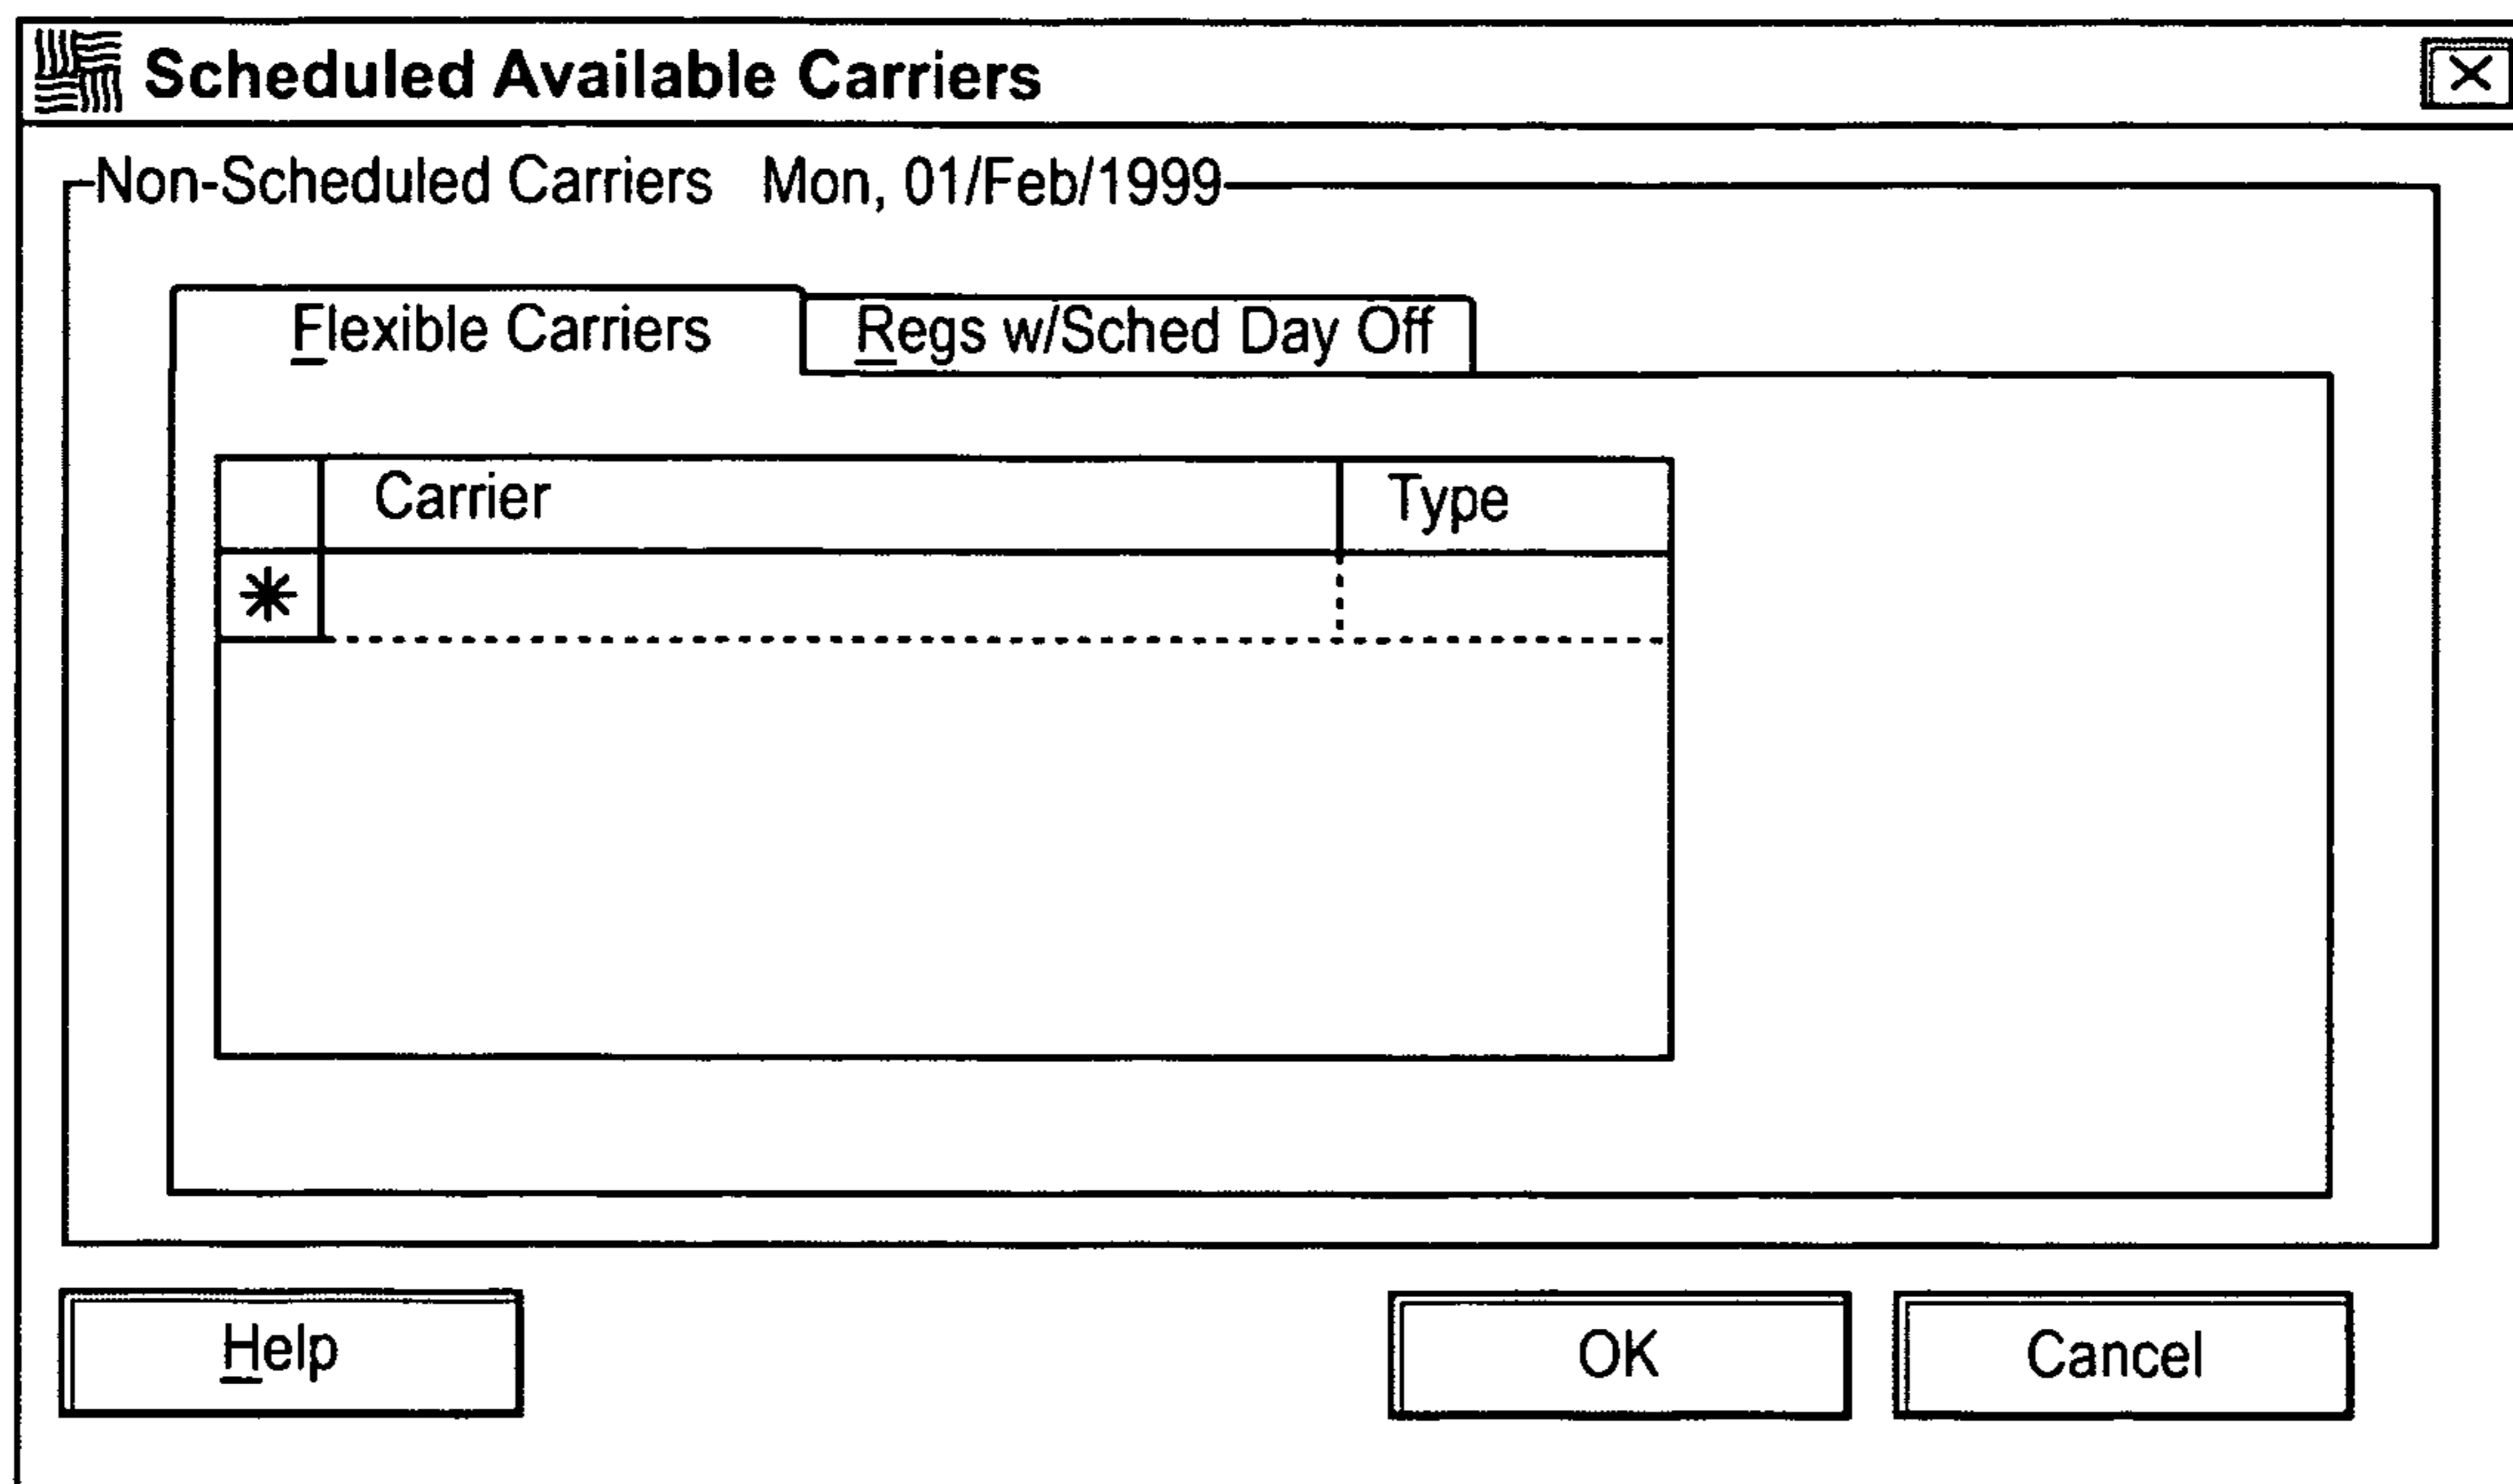 Scheduled Available Carriers
Non-Scheduled Carriers Mon, 01/Feb/1999
Flexible Carriers Regs w/Sched Day Off
Carrier Type
*
Help OK Cancel